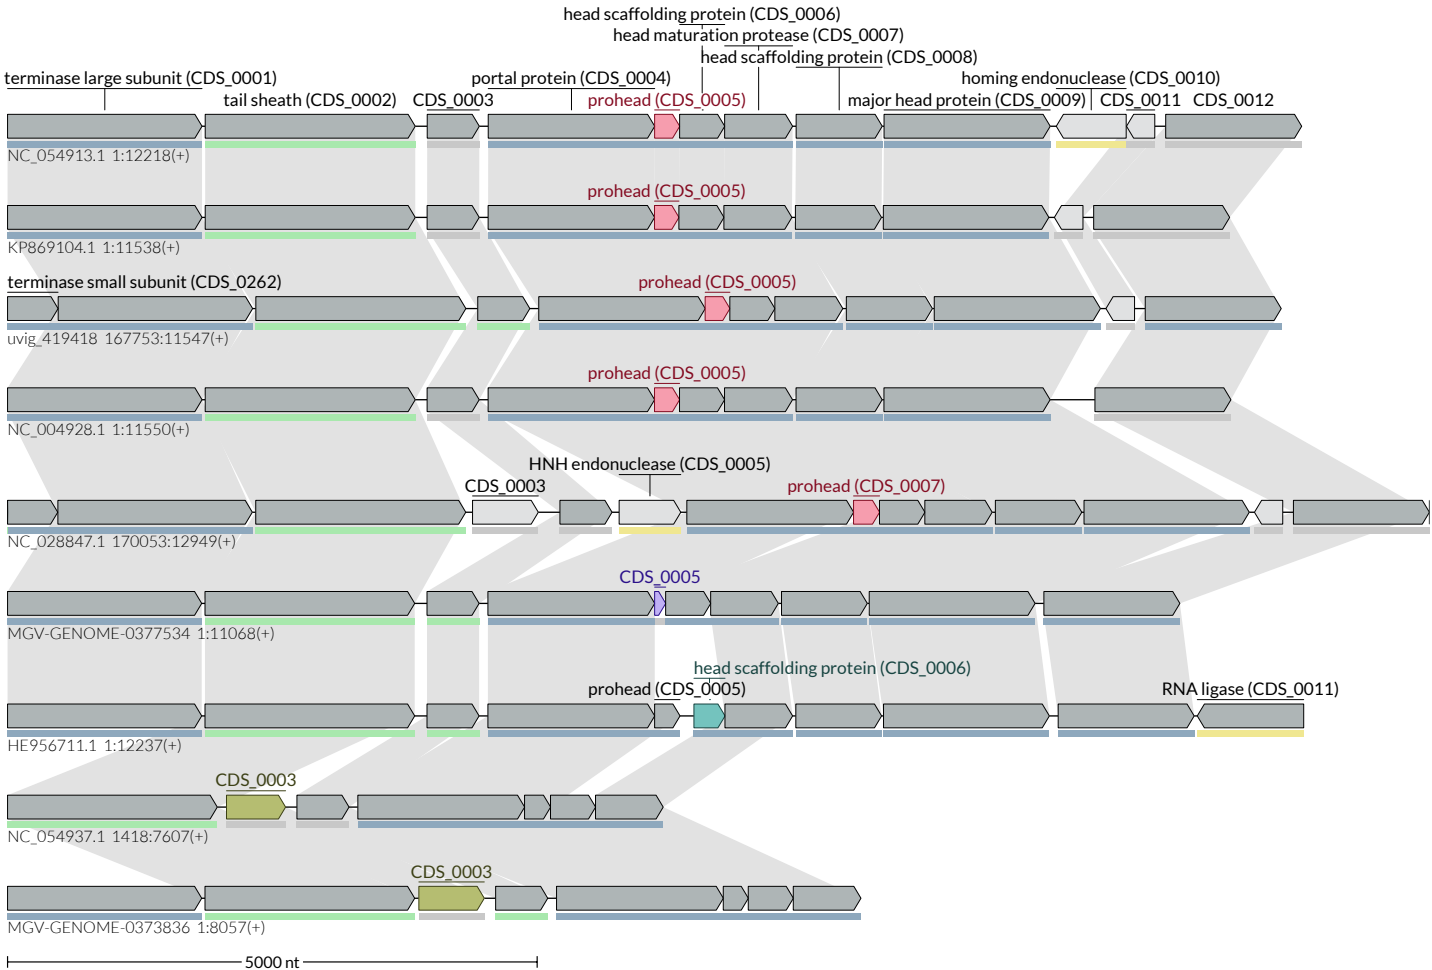 head scaffolding protein (CDS_0006)
head maturation protease (CDS_0007)
head scaffolding protein (CDS_0008)
terminase large subunit (CDS_0001) portal protein (CDS_0004) homing endonuclease (CDS_0010)
tail sheath (CDS_0002) CDS_0003 prohead (CDS_0005) major head protein (CDS_0009) CDS_0011 CDS_0012
NC_054913.1 1:12218(+)
prohead (CDS_0005)
KP869104.1 1:11538(+)
terminase small subunit (CDS_0262) prohead (CDS_0005)
uvig_419418 167753:11547(+)
prohead (CDS_0005)
NC_004928.1 1:11550(+)
HNH endonuclease (CDS_0005)
CDS_0003 prohead (CDS_0007)
NC_028847.1 170053:12949(+)
CDS_0005
MGV-GENOME-0377534 1:11068(+)
head scaffolding protein (CDS_0006)
prohead (CDS_0005) RNA ligase (CDS_0011)
HE956711.1 1:12237(+)
CDS_0003
NC_054937.1 1418:7607(+)
CDS_0003
MGV-GENOME-0373836 1:8057(+)
5000 nt